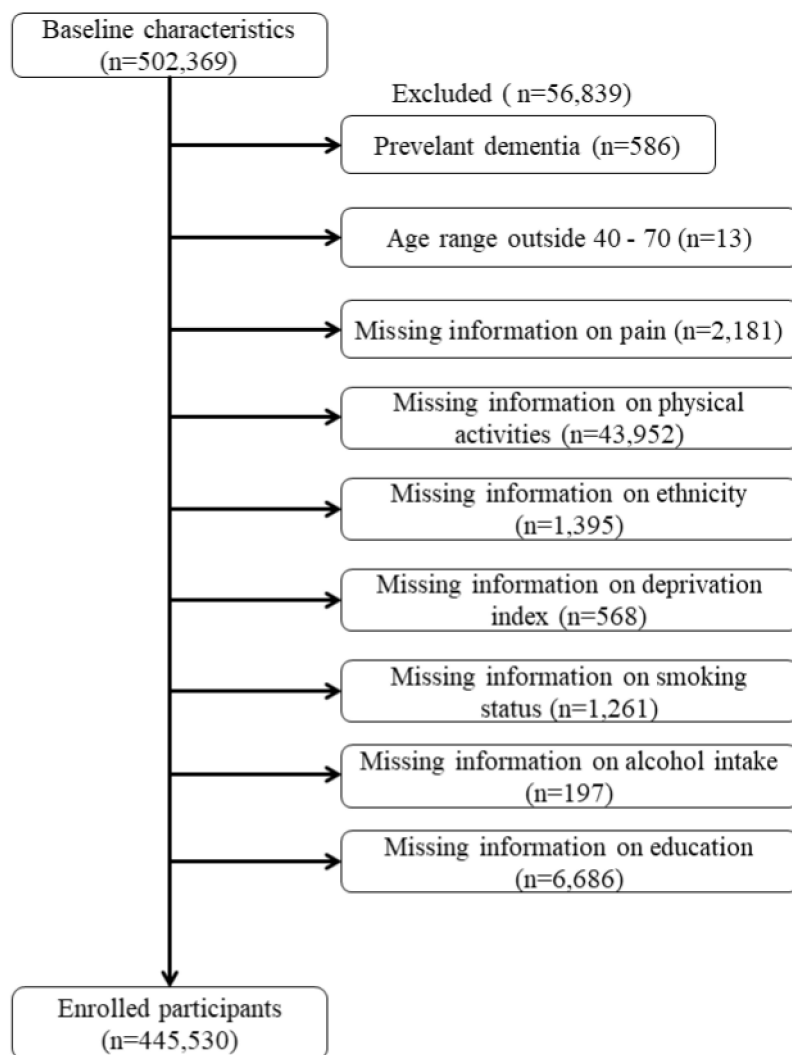 Baseline characteristics
(n=502,369)
Excluded ( n=56,839)
Prevelant dementia (n=586)
Age range outside 40 - 70 (n=13)
Missing information on pain (n=2,181)
Missing information on physical
activities (n=43,952)
Missing information on ethnicity
(n=1,395)
Missing information on deprivation
index (n=568)
Missing information on smoking
status (n=1,261)
Missing information on alcohol intake
(n=197)
Missing information on education
(n=6,686)
Enrolled participants
(n=445,530)